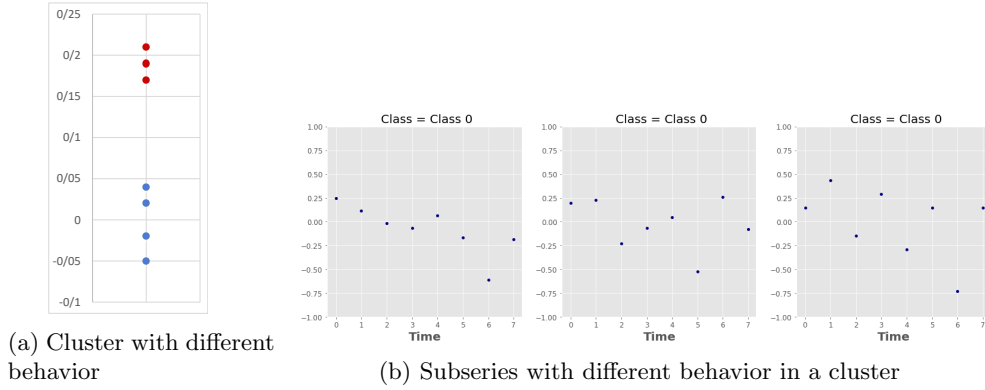 0/25
0/2
0/15
0/1
0/05
0
-0/05
-0/1
(a) Cluster with different
behavior
Class = Class 0
1.00
0.75
0.50
0.25
0.00
−0.25
−0.50
−0.75
−1.00
0 1 2 3 4 5 6 7
Time
Class = Class 0
1.00
0.75
0.50
0.25
0.00
−0.25
−0.50
−0.75
−1.00
0 1 2 3 4 5 6 7
Time
Class = Class 0
1.00
0.75
0.50
0.25
0.00
−0.25
−0.50
−0.75
−1.00
0 1 2 3 4 5 6 7
Time
(b) Subseries with different behavior in a cluster